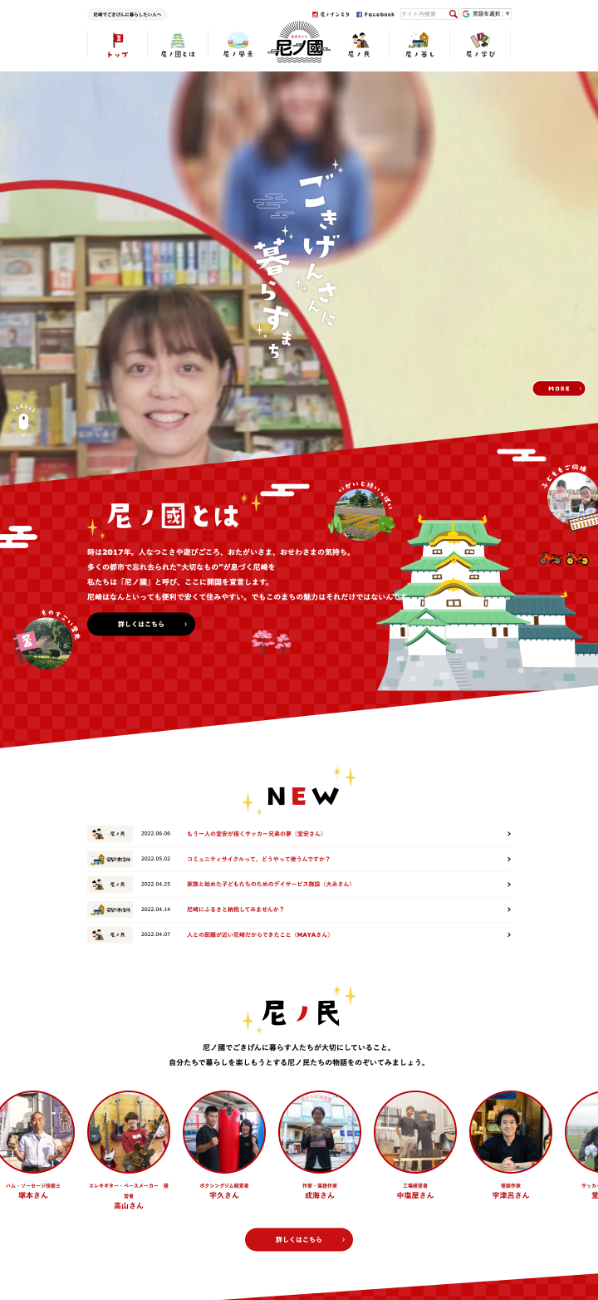 尼崎でごきげんに暮らしたい人へ
尼ノインスタ
Facebook
サイト内検索
言語を選択
トップ
尼ノ國とは
尼ノ風景
尼ノ國
尼ノ民
尼ノ暮し
尼ノ学び
ごきげんさんに
暮らすまち
SCROLL
MORE
尼ノ國とは
いがいと緑いっぱい
子どももご機嫌
時は2017年。人なつこさや遊びごころ、おたがいさま、おせわさまの気持ち。
多くの都市で忘れ去られた“大切なもの”が息づく尼崎を
私たちは「尼ノ國」と呼び、ここに開国を宣言します。
尼崎はなんといっても便利で安くて住みやすい。でもこのまちの魅力はそれだけではないんです。
詳しくはこちら
NEW
尼ノ民
2022.06.06
もう一人の堂安が描くサッカー兄弟の夢（堂安さん）
2022.05.02
コミュニティサイクルって、どうやって使うんですか？
尼ノ民
2022.04.25
家族と始めた子どもたちのためのデイサービス施設（大永さん）
2022.04.14
尼崎にふるさと納税してみませんか？
尼ノ民
2022.04.07
人との距離が近い尼崎だからできたこと（MAYAさん）
尼ノ民
尼ノ國でごきげんに暮らす人たちが大切にしていること。
自分たちで暮らしを楽しもうとする尼ノ民たちの物語をのぞいてみましょう。
ハム・ソーセージ技能士
塚本さん
エレキギター・ベースメーカー 経営者
高山さん
ボクシングジム経営者
宇久さん
作家・落語作家
成海さん
工場経営者
中塩屋さん
怪談作家
宇津呂さん
サッカー
堂
詳しくはこちら